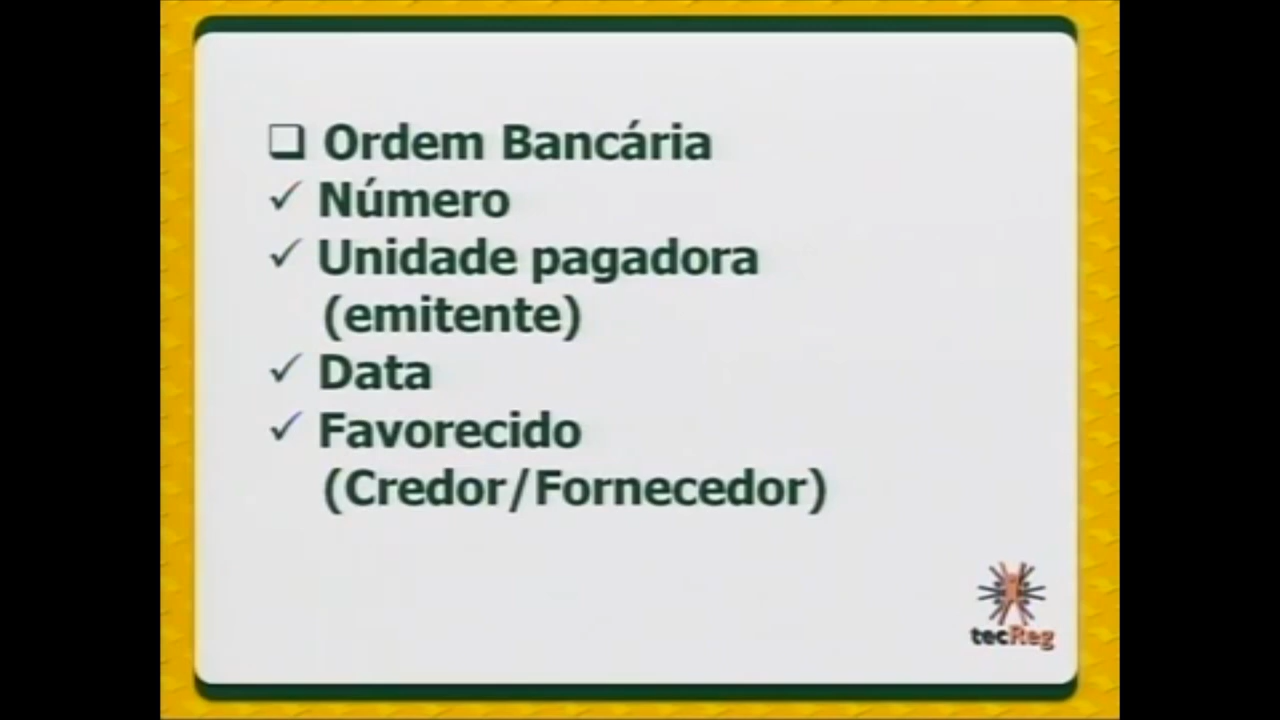 Ordem Bancária
Número
Unidade pagadora
(emitente)
Data
Favorecido
(Credor/Fornecedor)
tecReg